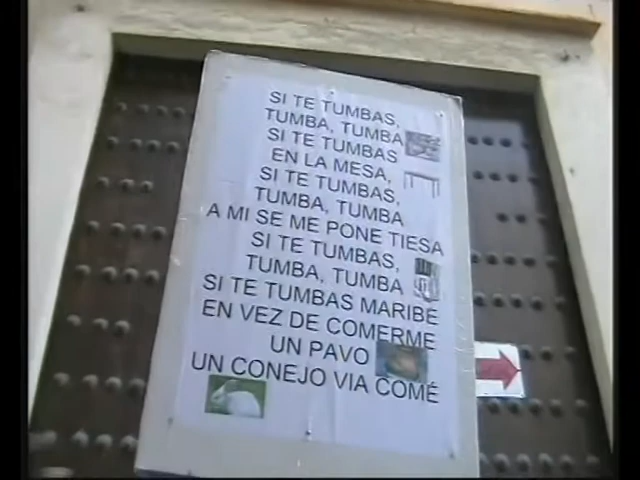 SI TE TUMBAS,
TUMBA, TUMBA
SI TE TUMBAS
EN LA MESA,
SI TE TUMBAS,
TUMBA, TUMBA
A MI SE ME PONE TIESA
SI TE TUMBAS,
TUMBA, TUMBA
SI TE TUMBAS MARIBE
EN VEZ DE COMERME
UN PAVO
UN CONEJO VIA COMÉ